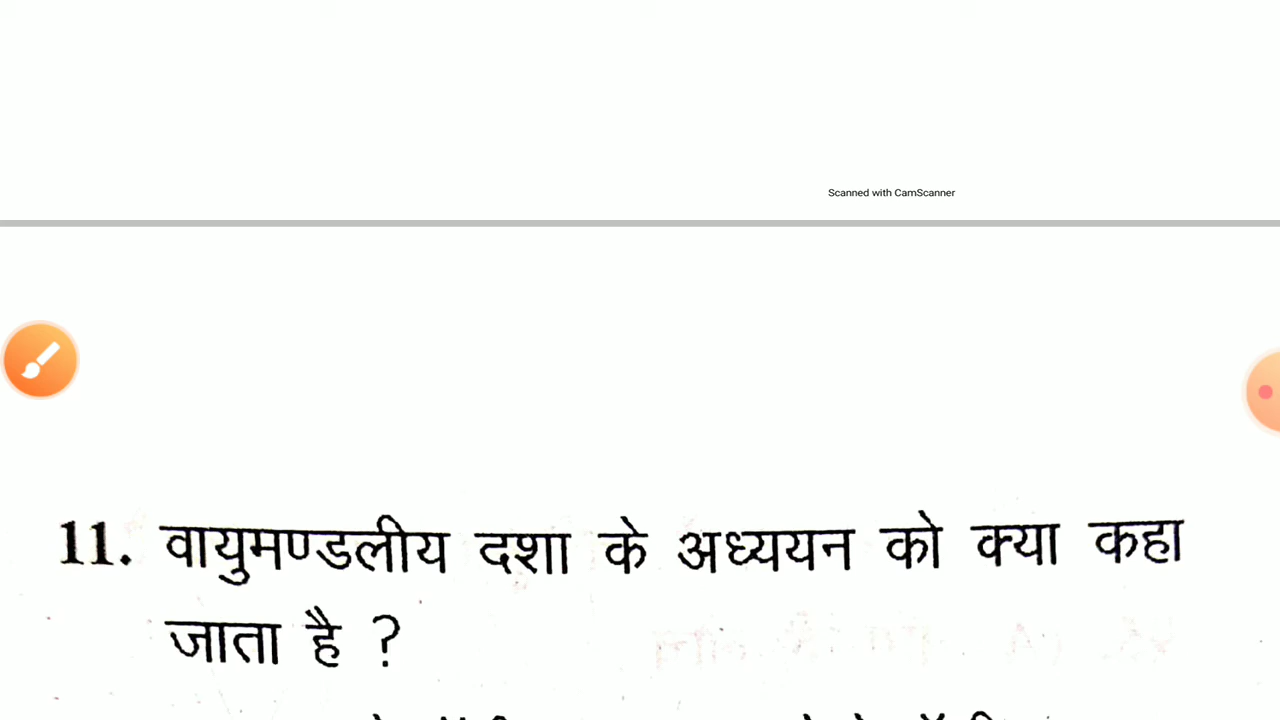 Scanned with CamScanner
11. वायुमण्डलीय दशा के अध्ययन को क्या कहा
जाता है ?